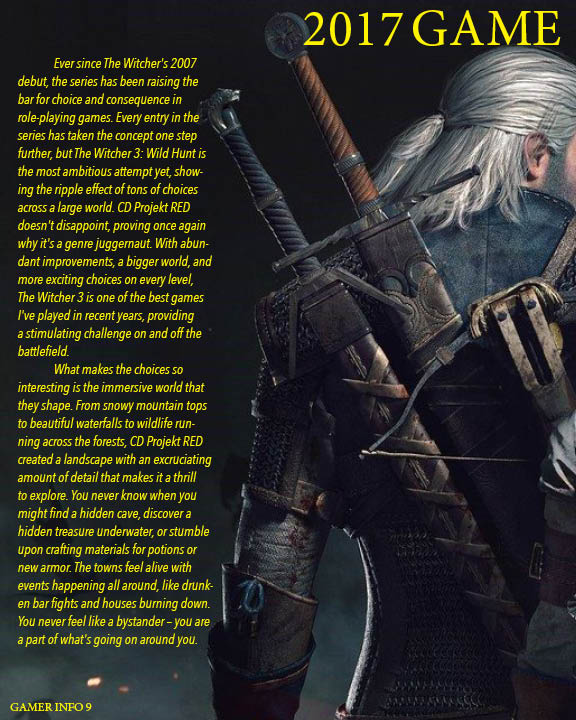 2017 GAME
Ever since The Witcher's 2007
debut, the series has been raising the
bar for choice and consequence in
role-playing games. Every entry in the
series has taken the concept one step
further, but The Witcher 3: Wild Hunt is
the most ambitious attempt yet, show-
ing the ripple effect of tons of choices
across a large world. CD Projekt RED
doesn't disappoint, proving once again
why it's a genre juggernaut. With abun-
dant improvements, a bigger world, and
more exciting choices on every level,
The Witcher 3 is one of the best games
I've played in recent years, providing
a stimulating challenge on and off the
battlefield.
What makes the choices so
interesting is the immersive world that
they shape. From snowy mountain tops
to beautiful waterfalls to wildlife run-
ning across the forests, CD Projekt RED
created a landscape with an excruciating
amount of detail that makes it a thrill
to explore. You never know when you
might find a hidden cave, discover a
hidden treasure underwater, or stumble
upon crafting materials for potions or
new armor. The towns feel alive with
events happening all around, like drunk-
en bar fights and houses burning down.
You never feel like a bystander – you are
a part of what's going on around you.
GAMER INFO 9